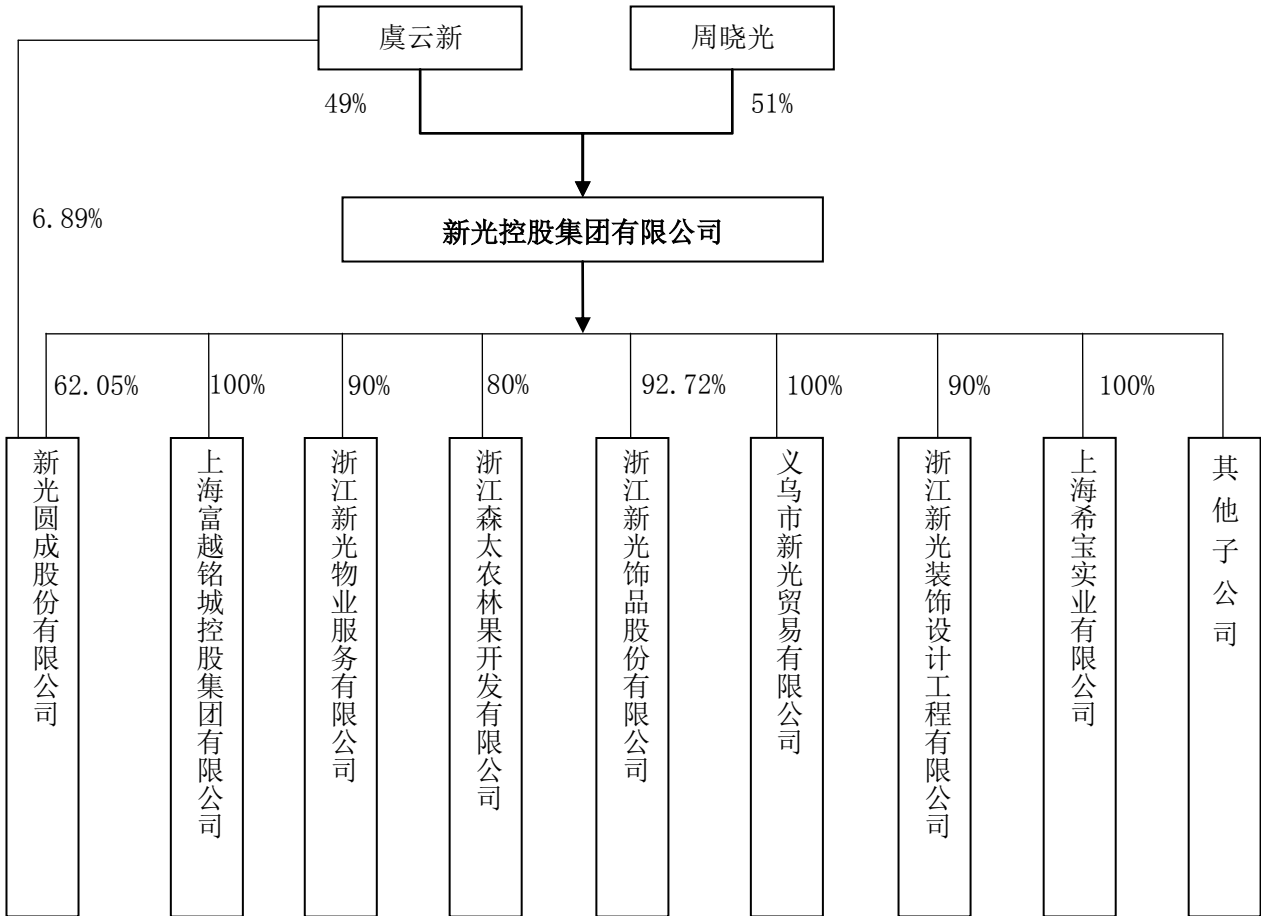 虞云新
周晓光
49%
51%
6.89%
新光控股集团有限公司
62.05%
100%
90%
80%
92.72%
100%
90%
100%
新光圆成股份有限公司
上海富越铭城控股集团有限公司
浙江新光物业服务有限公司
浙江森太农林果开发有限公司
浙江新光饰品股份有限公司
义乌市新光贸易有限公司
浙江新光装饰设计工程有限公司
上海希宝实业有限公司
其他子公司